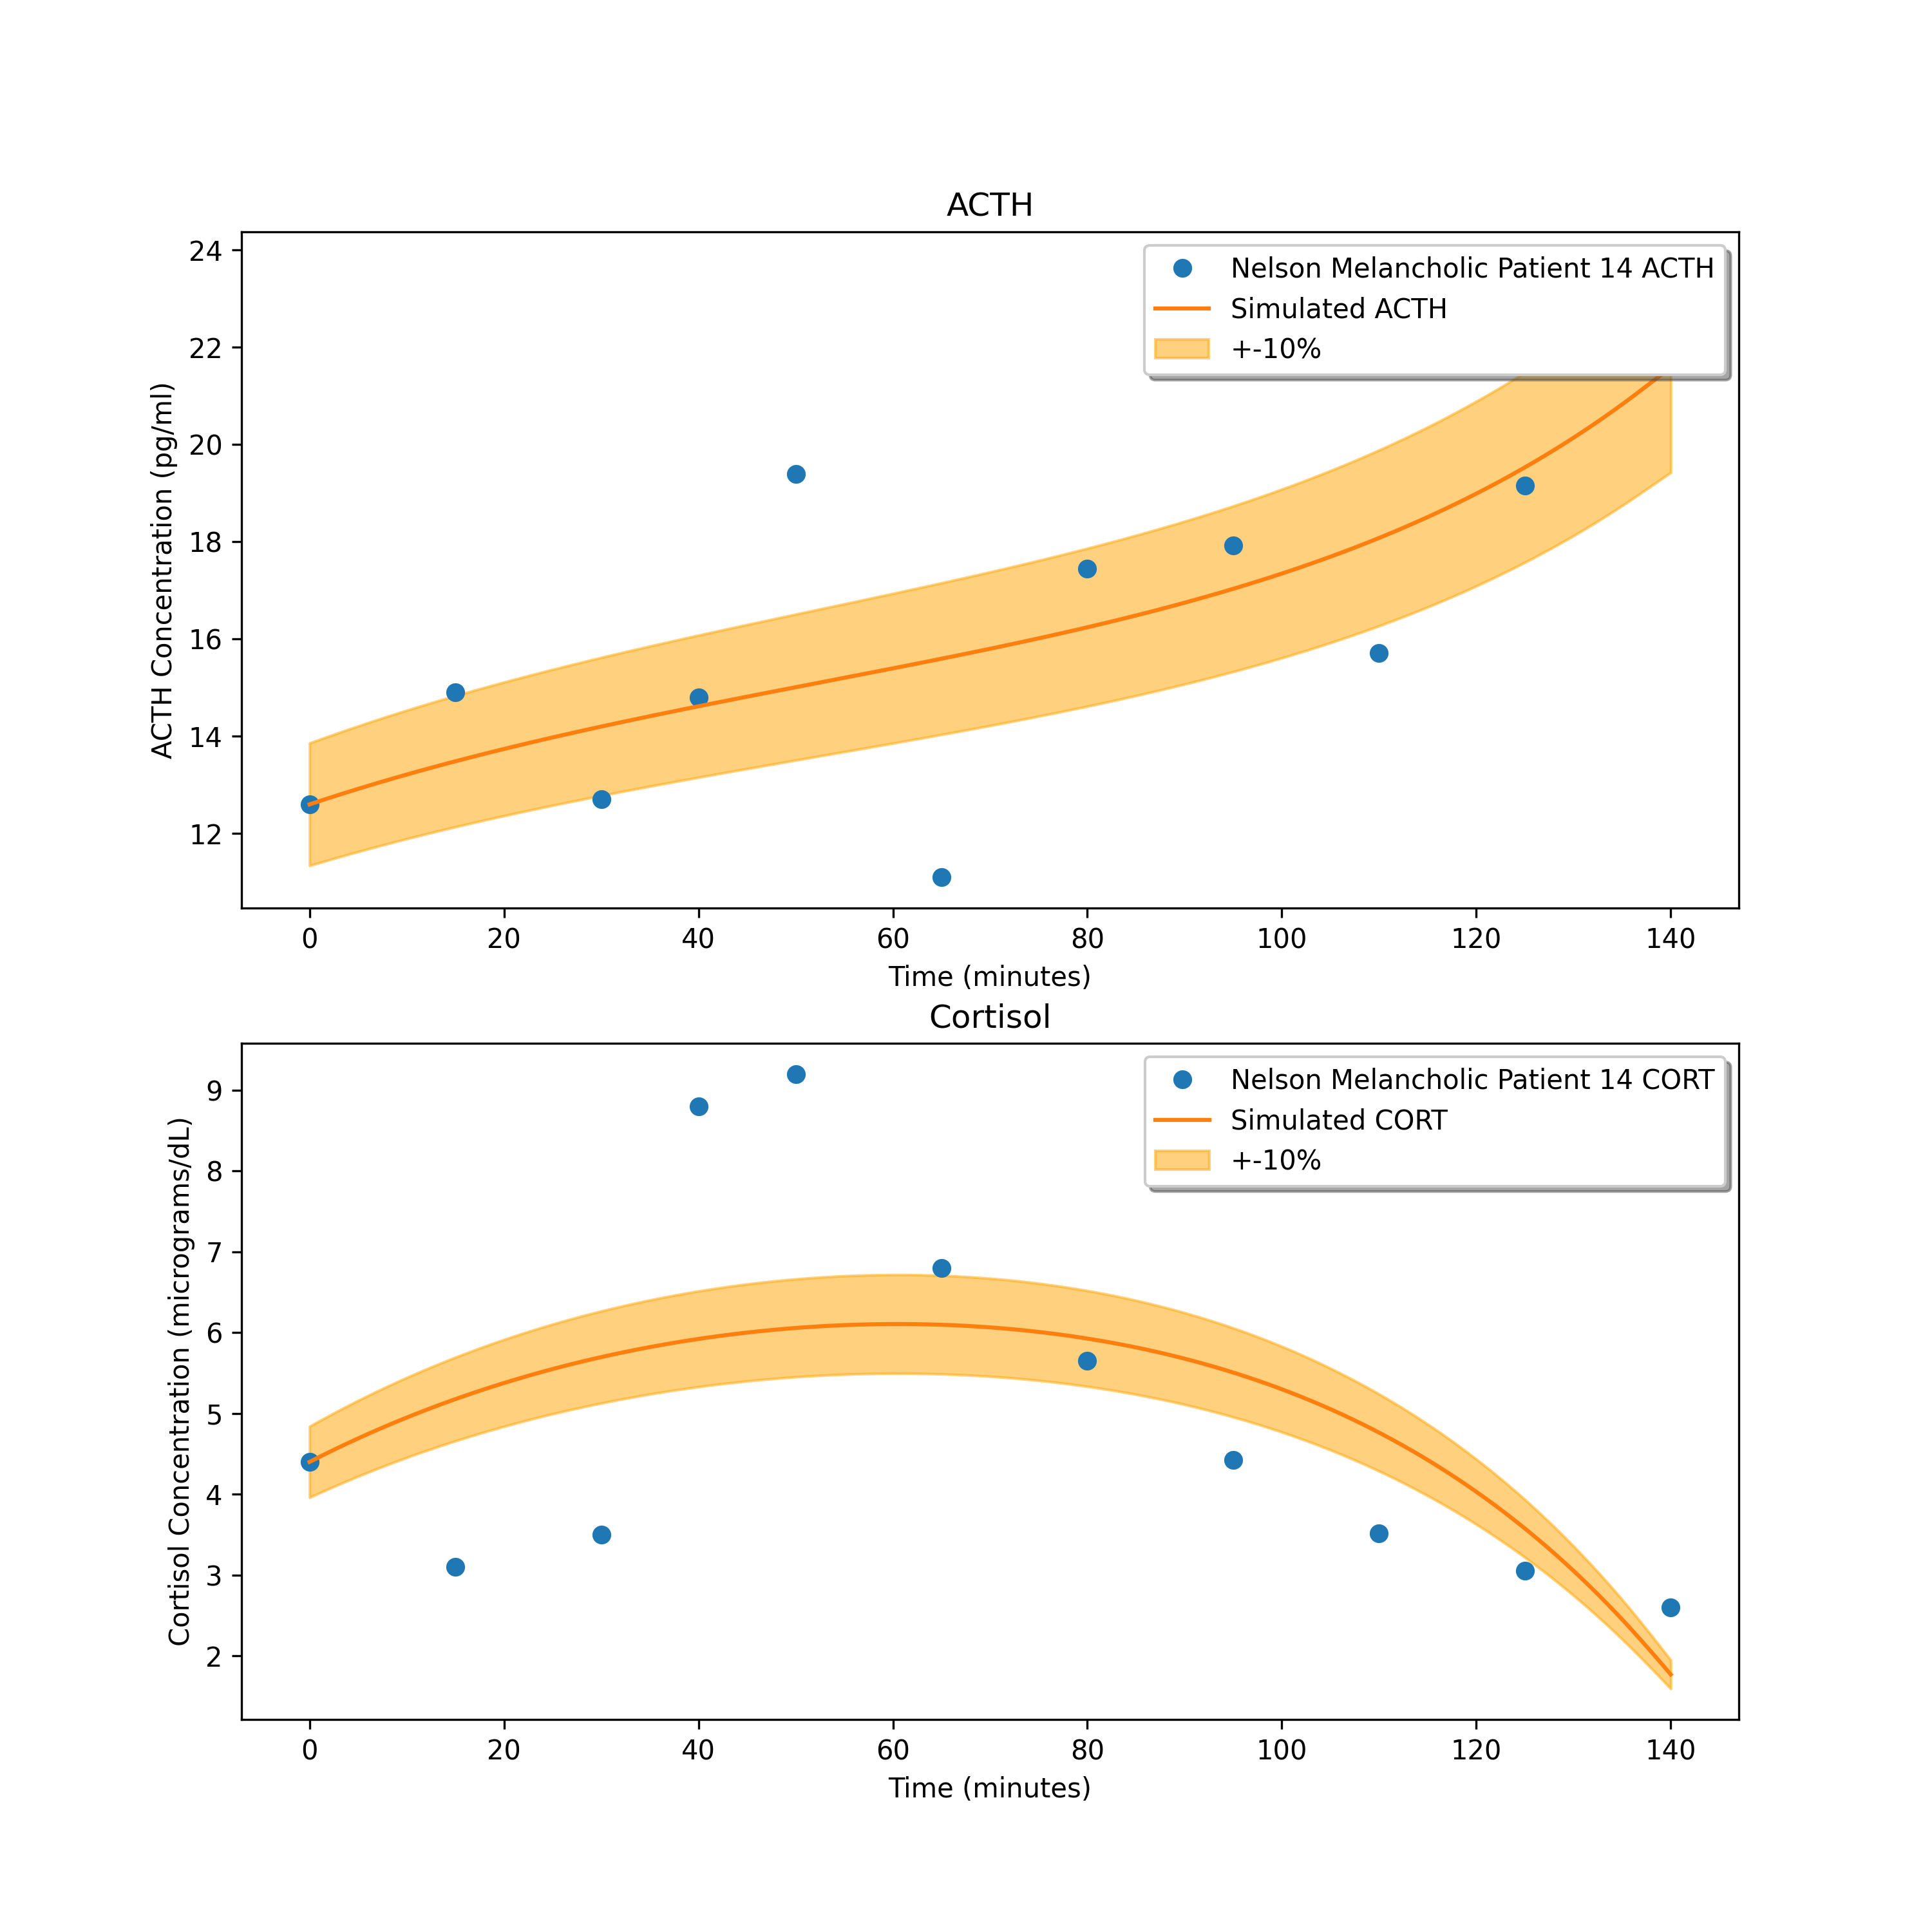 ACTH
24
22
20
18
16
14
12
ACTH Concentration (pg/ml)
Nelson Melancholic Patient 14 ACTH
Simulated ACTH
+-10%
0 20 40 60 80 100 120 140
Time (minutes)
Cortisol
9
8
7
6
5
4
3
2
Cortisol Concentration (micrograms/dL)
Nelson Melancholic Patient 14 CORT
Simulated CORT
+-10%
0 20 40 60 80 100 120 140
Time (minutes)